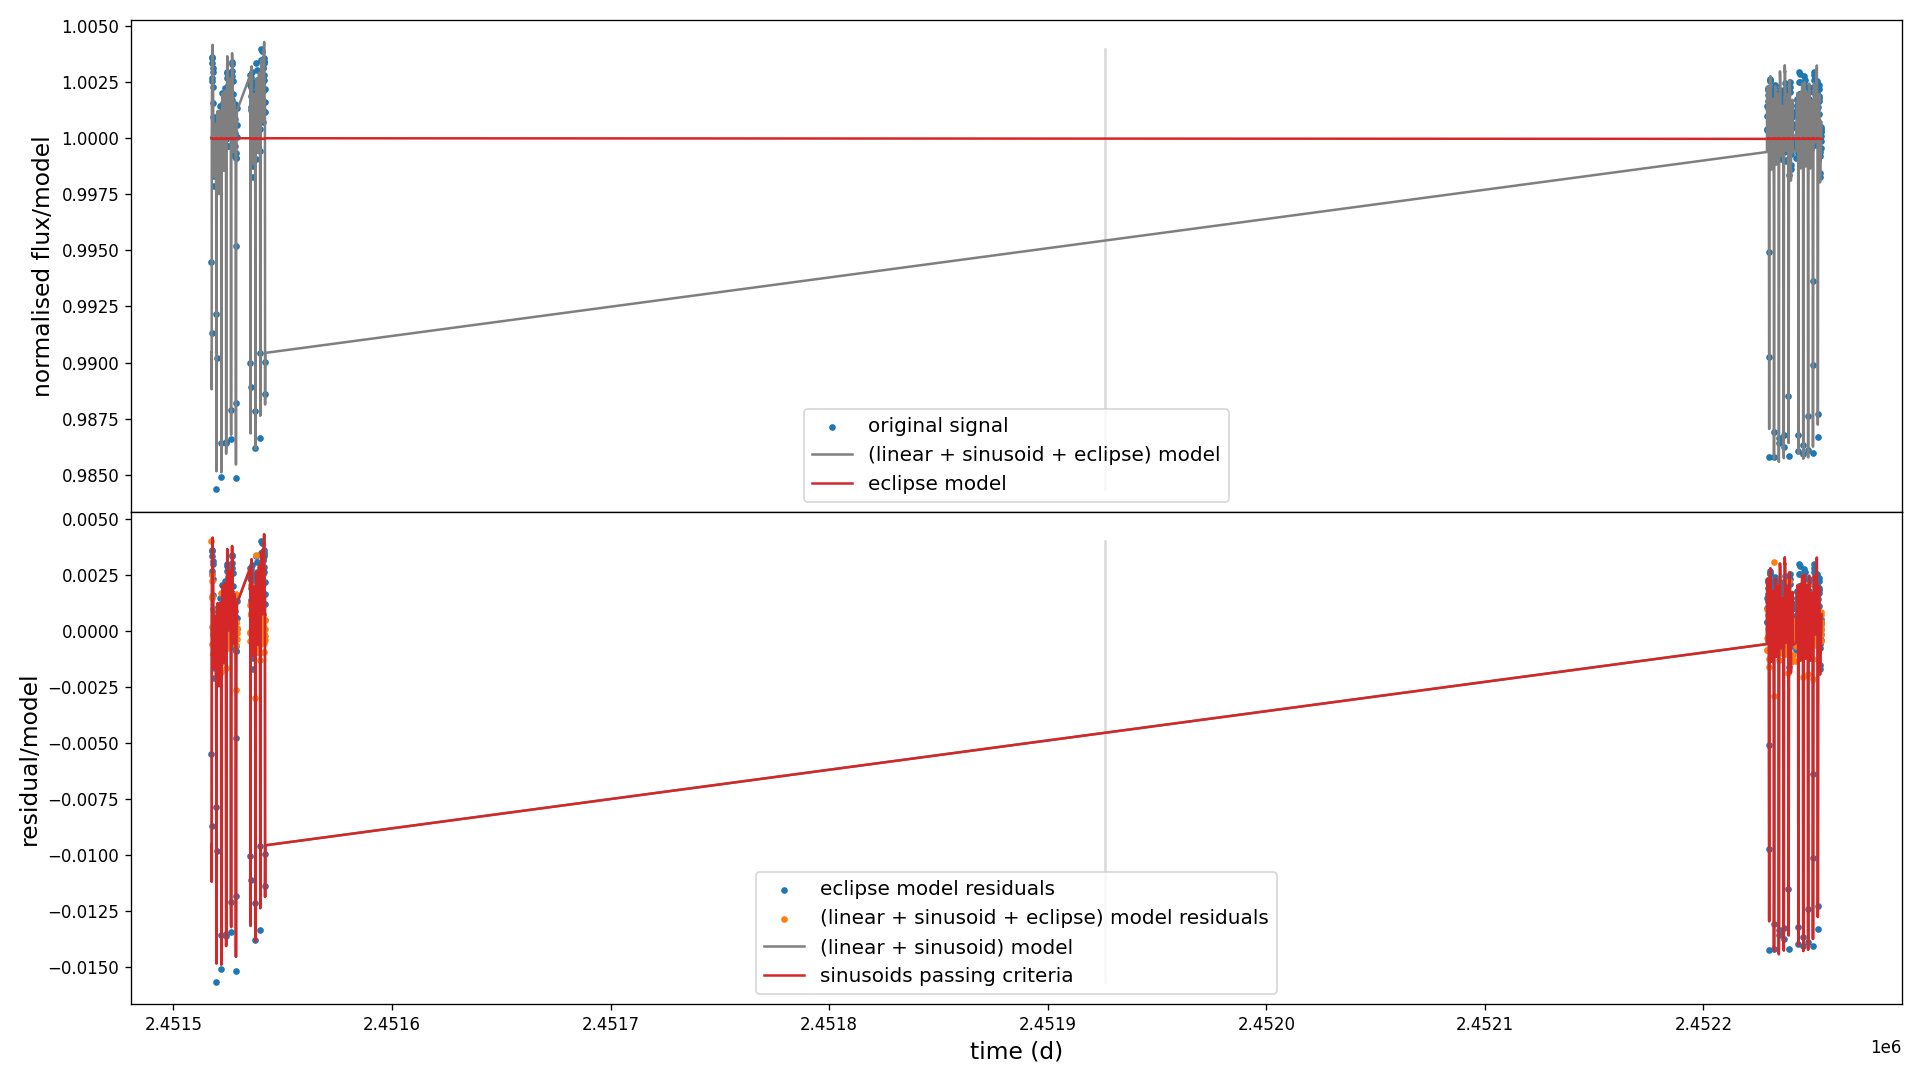 1.0050
1.0025
1.0000
0.9975
0.9950
0.9925
0.9900
0.9875
0.9850
normalised flux/model
original signal
(linear + sinusoid + eclipse) model
eclipse model
0.0050
0.0025
0.0000
−0.0025
−0.0050
−0.0075
−0.0100
−0.0125
−0.0150
residual/model
eclipse model residuals
(linear + sinusoid + eclipse) model residuals
(linear + sinusoid) model
sinusoids passing criteria
2.4515 2.4516 2.4517 2.4518 2.4519 2.4520 2.4521 2.4522
time (d)
1e6